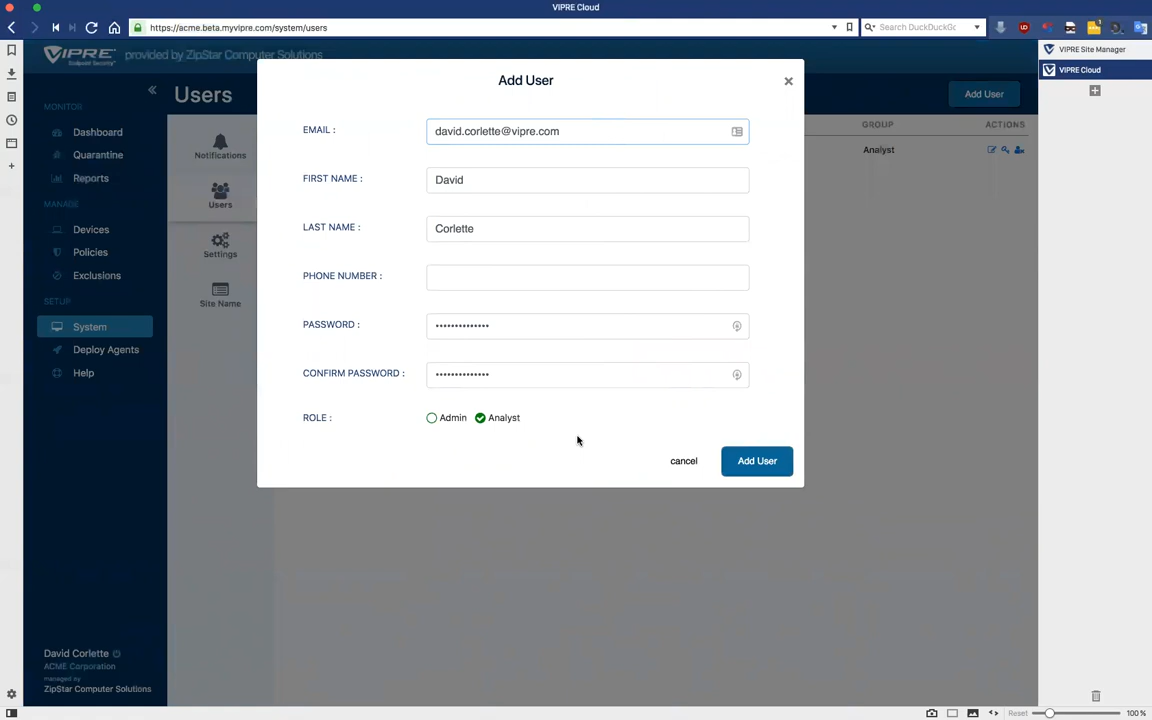 VIPRE Cloud
https://acme.beta.myvipre.com/system/users
Search DuckDuckGo
VIPRE Site Manager
VIPRE Cloud
VIPRE
Endpoint Security
provided by ZipStar Computer Solutions
MONITOR
Dashboard
Quarantine
Reports
MANAGE
Devices
Policies
Exclusions
SETUP
System
Deploy Agents
Help
David Corlette
ACME Corporation
managed by
ZipStar Computer Solutions
Users
Add User
Notifications
Users
Settings
Site Name
GROUP
ACTIONS
Analyst
Add User
EMAIL :
david.corlette@vipre.com
FIRST NAME :
David
LAST NAME :
Corlette
PHONE NUMBER :
PASSWORD :
••••••••••••••
CONFIRM PASSWORD :
••••••••••••••
ROLE :
Admin
Analyst
cancel
Add User
Reset
100 %